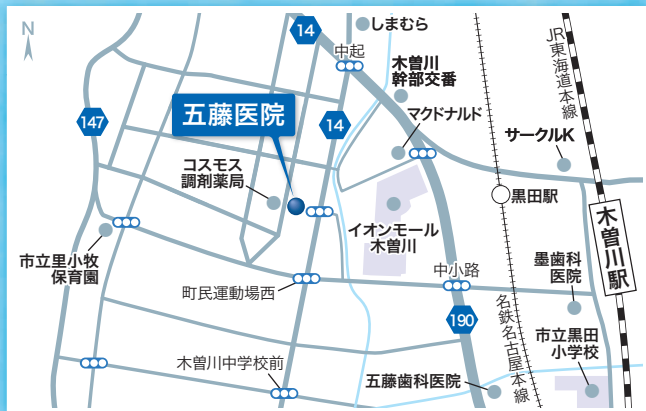 N
14
しまむら
中起
木曽川
幹部交番
JR東海道本線
147
五藤医院
14
マクドナルド
サークルK
コスモス
調剤薬局
黒田駅
イオンモール
木曽川
木曽川駅
市立里小牧
保育園
町民運動場西
中小路
墨歯科
医院
190
名鉄名古屋本線
市立黒田
小学校
木曽川中学校前
五藤歯科医院